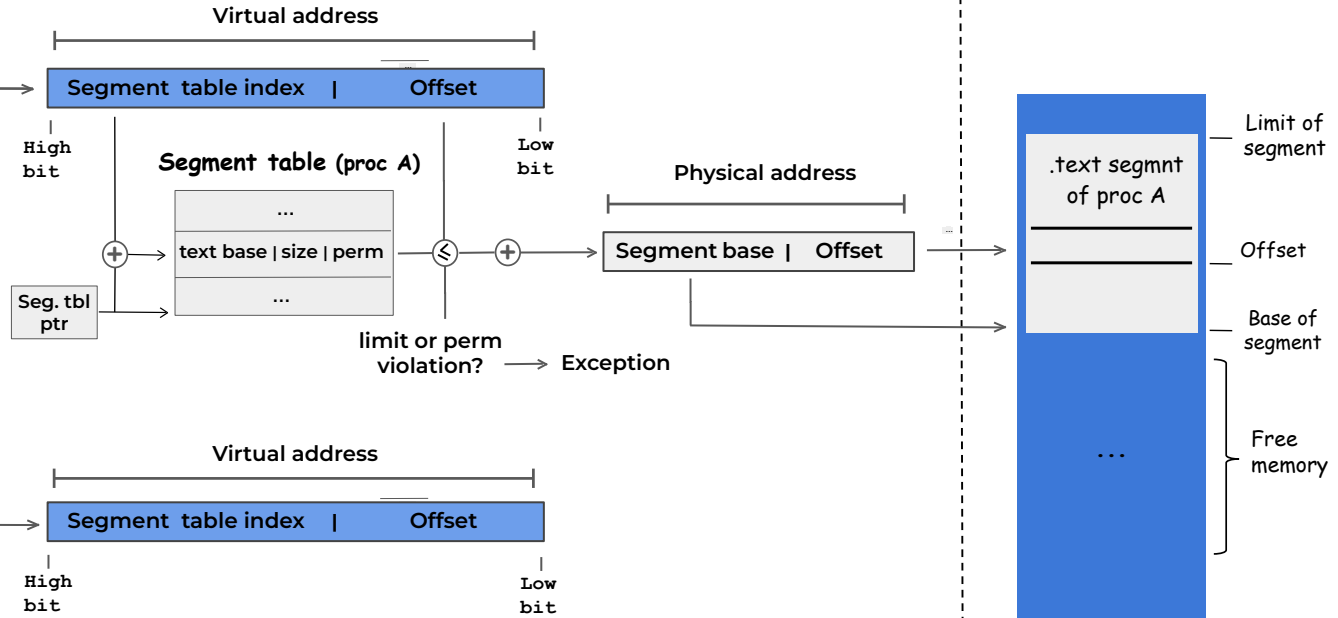 Virtual address
Segment table index | Offset
High
bit
Low
bit
Segment table (proc A)
...
text base | size | perm
...
Seg. tbl
ptr
+
≤
+
limit or perm
violation?
Exception
Physical address
Segment base | Offset
...
.text segmnt
of proc A
Limit of
segment
Offset
Base of
segment
...
Free
memory
Virtual address
Segment table index | Offset
High
bit
Low
bit